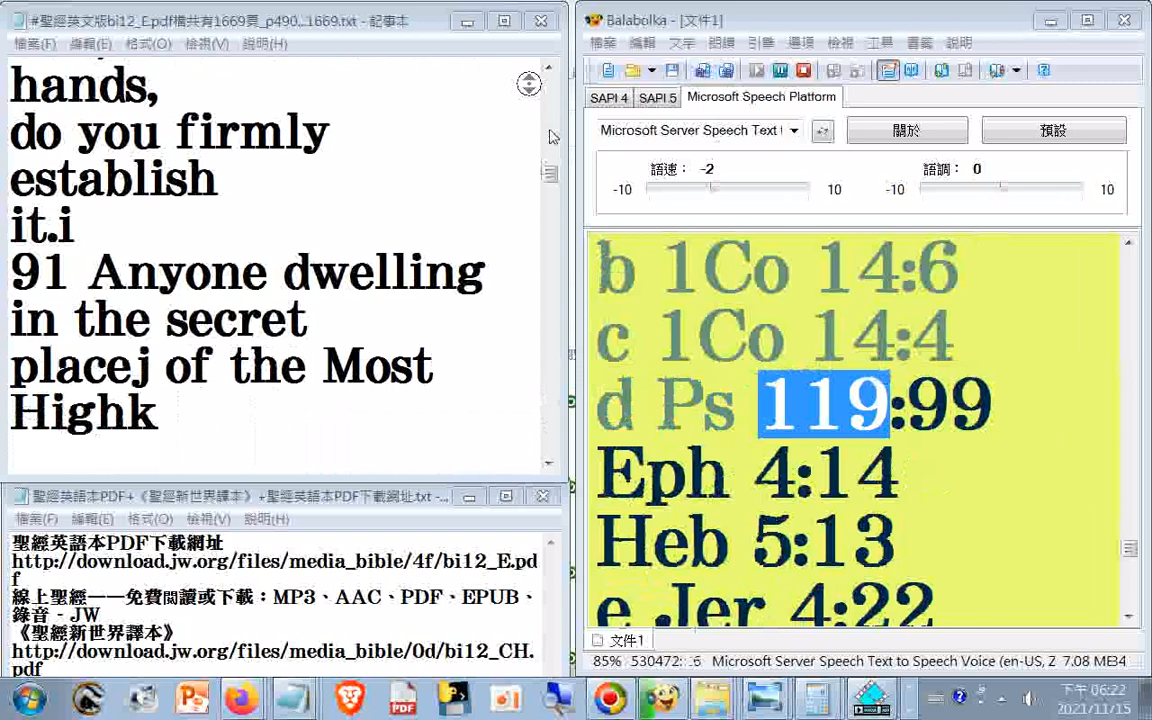 #聖經英文版bi12_E.pdf檔共有1669頁_p490,..1669.txt - 記事本
檔案(F) 編輯(E) 格式(O) 檢視(V) 說明(H)
hands,
do you firmly
establish
it.i
91 Anyone dwelling
in the secret
placej of the Most
Highk
聖經英語本PDF+《聖經新世界譯本》+聖經英語本PDF下載網址.txt -...
檔案(F) 編輯(E) 格式(O) 檢視(V) 說明(H)
聖經英語本PDF下載網址
http://download.jw.org/files/media_bible/4f/bi12_E.pd
f
線上聖經——免費閱讀或下載：MP3、AAC、PDF、EPUB、
錄音 - JW
《聖經新世界譯本》
http://download.jw.org/files/media_bible/0d/bi12_CH.
pdf
Balabolka - [文件1]
檔案 編輯 文字 閱讀 引擎 選項 檢視 工具 書籤 說明
SAPI 4 SAPI 5 Microsoft Speech Platform
Microsoft Server Speech Text t 關於 預設
語速： -2 語調： 0
-10 10 -10 10
b 1Co 14:6
c 1Co 14:4
d Ps 119:99
Eph 4:14
Heb 5:13
e Jer 4:22
文件1
85% 530472: Microsoft Server Speech Text to Speech Voice (en-US, Z 7.08 MB
下午 06:22
2021/11/15